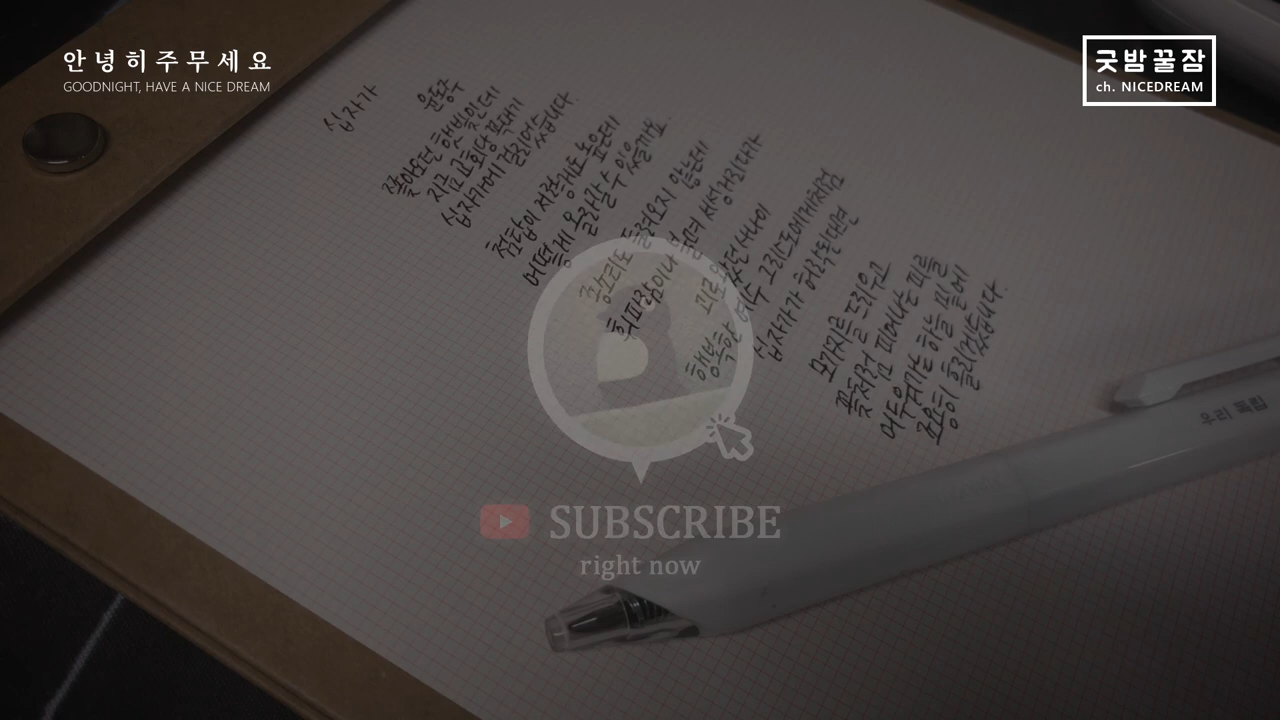 안녕히주무세요
GOODNIGHT, HAVE A NICE DREAM
굿밤꿀잠
ch. NICEDREAM
십자가
윤동주
쫓아오던 햇빛인데
지금 교회당 꼭대기
십자가에 걸리었습니다.
첨탑이 저렇게도 높은데
어떻게 올라갈 수 있을까요.
종소리도 들려오지 않는데
휘파람이나 불며 서성거리다가
괴로웠던 사나이
행복한 예수 그리스도에게처럼
십자가가 허락된다면
모가지를 드리우고
꽃처럼 피어나는 피를
어두워가는 하늘 밑에
조용히 흘리겠습니다.
우리 독립
SUBSCRIBE
right now